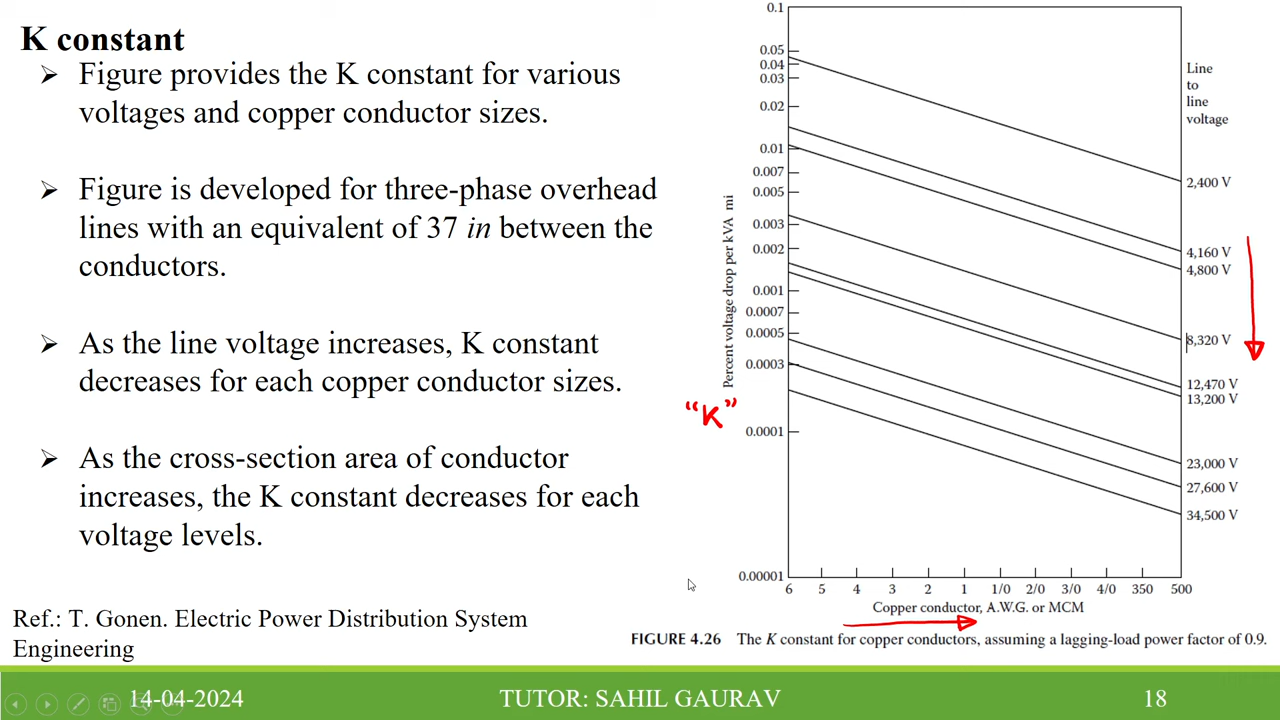 K constant
➢ Figure provides the K constant for various
voltages and copper conductor sizes.
➢ Figure is developed for three-phase overhead
lines with an equivalent of 37 in between the
conductors.
➢ As the line voltage increases, K constant
decreases for each copper conductor sizes.
➢ As the cross-section area of conductor
increases, the K constant decreases for each
voltage levels.
Ref.: T. Gonen. Electric Power Distribution System
Engineering
0.1
0.05
0.04
0.03
0.02
0.01
0.007
0.005
0.003
0.002
0.001
0.0007
0.0005
0.0003
0.0001
0.00001
Percent voltage drop per kVA mi
"K"
Line
to
line
voltage
2,400 V
4,160 V
4,800 V
8,320 V
12,470 V
13,200 V
23,000 V
27,600 V
34,500 V
6 5 4 3 2 1 1/0 2/0 3/0 4/0 350 500
Copper conductor, A.W.G. or MCM
FIGURE 4.26 The K constant for copper conductors, assuming a lagging-load power factor of 0.9.
14-04-2024 TUTOR: SAHIL GAURAV 18